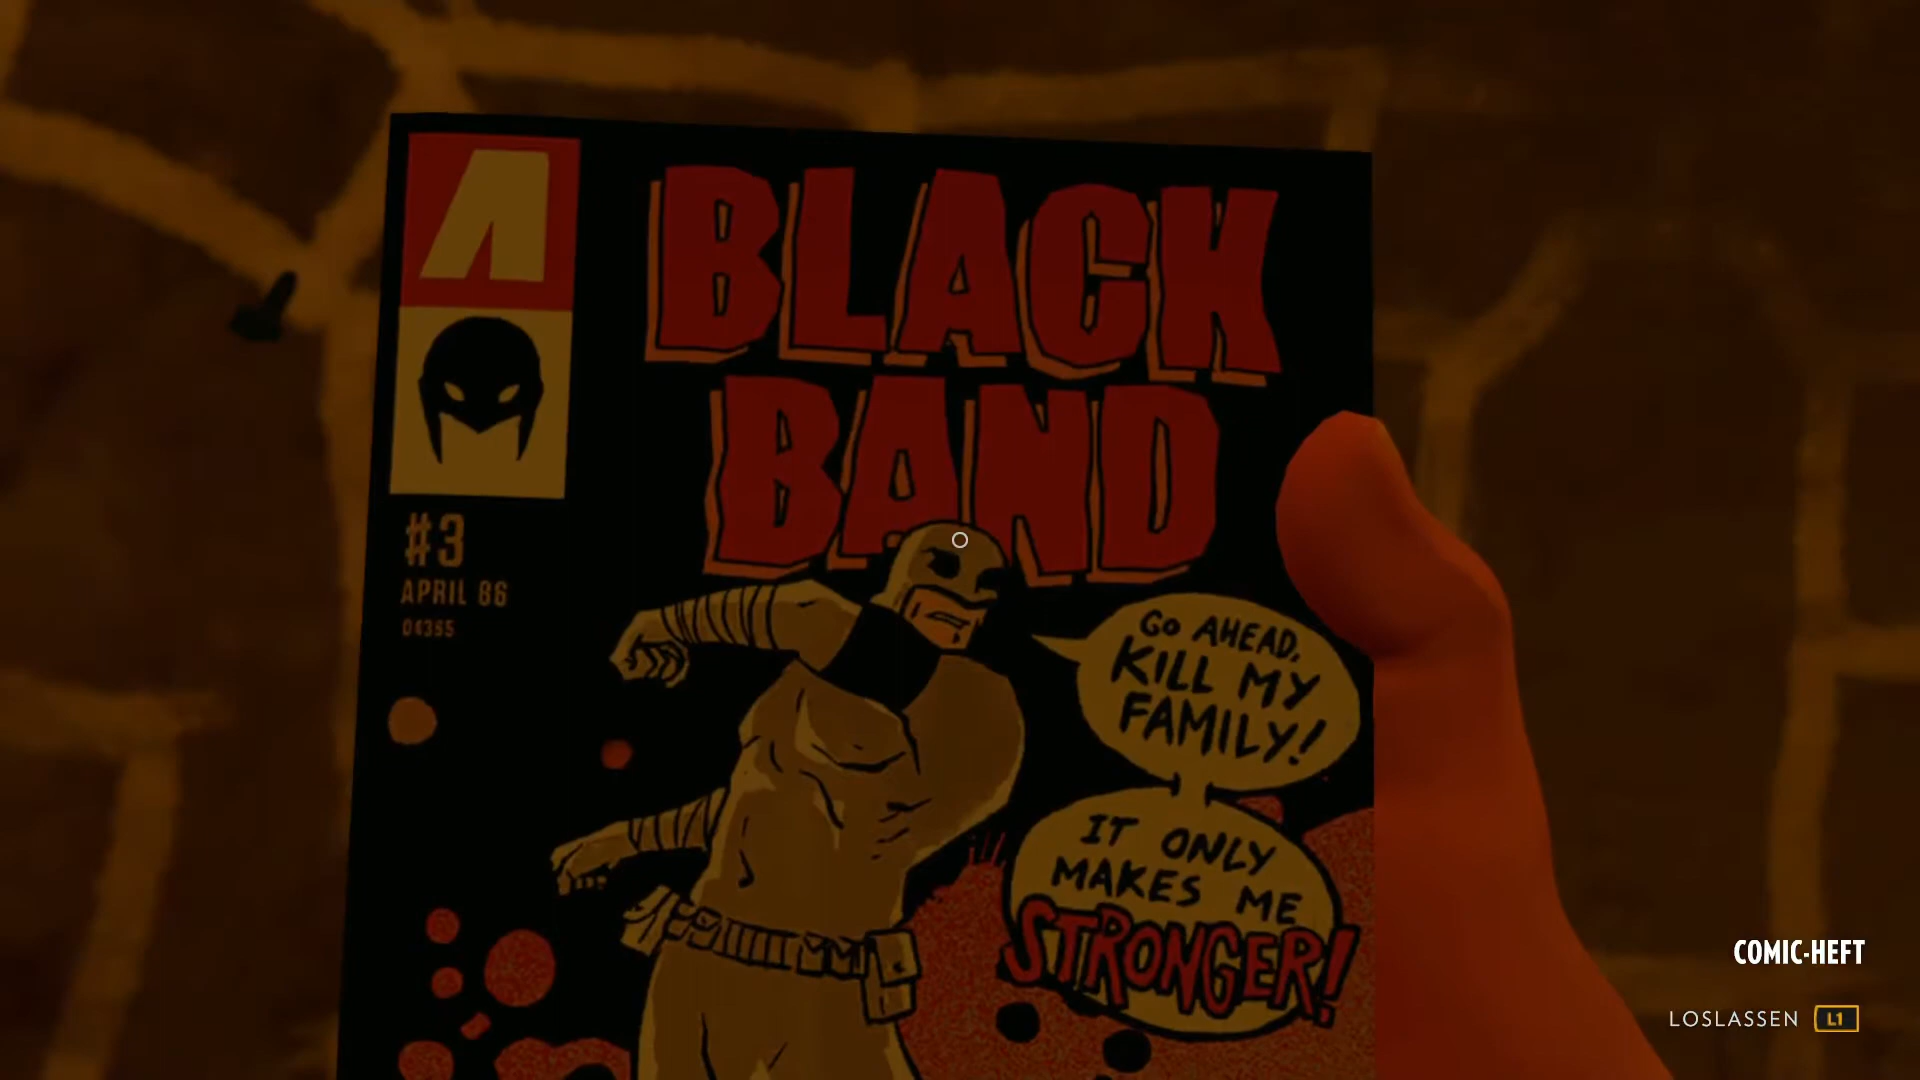 BLACK
BAND
#3
APRIL 86
04385
GO AHEAD,
KILL MY
FAMILY!
IT ONLY
MAKES ME
STRONGER!
COMIC-HEFT
LOSLASSEN L1